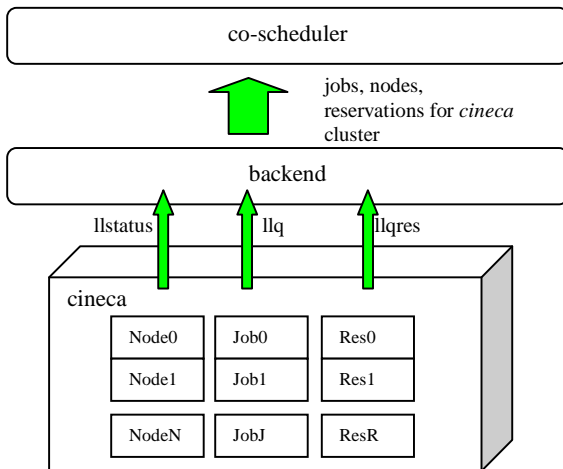 co-scheduler
jobs, nodes,
reservations for cineca
cluster
backend
llstatus
llq
llqres
cineca
Node0
Job0
Res0
Node1
Job1
Res1
NodeN
JobJ
ResR